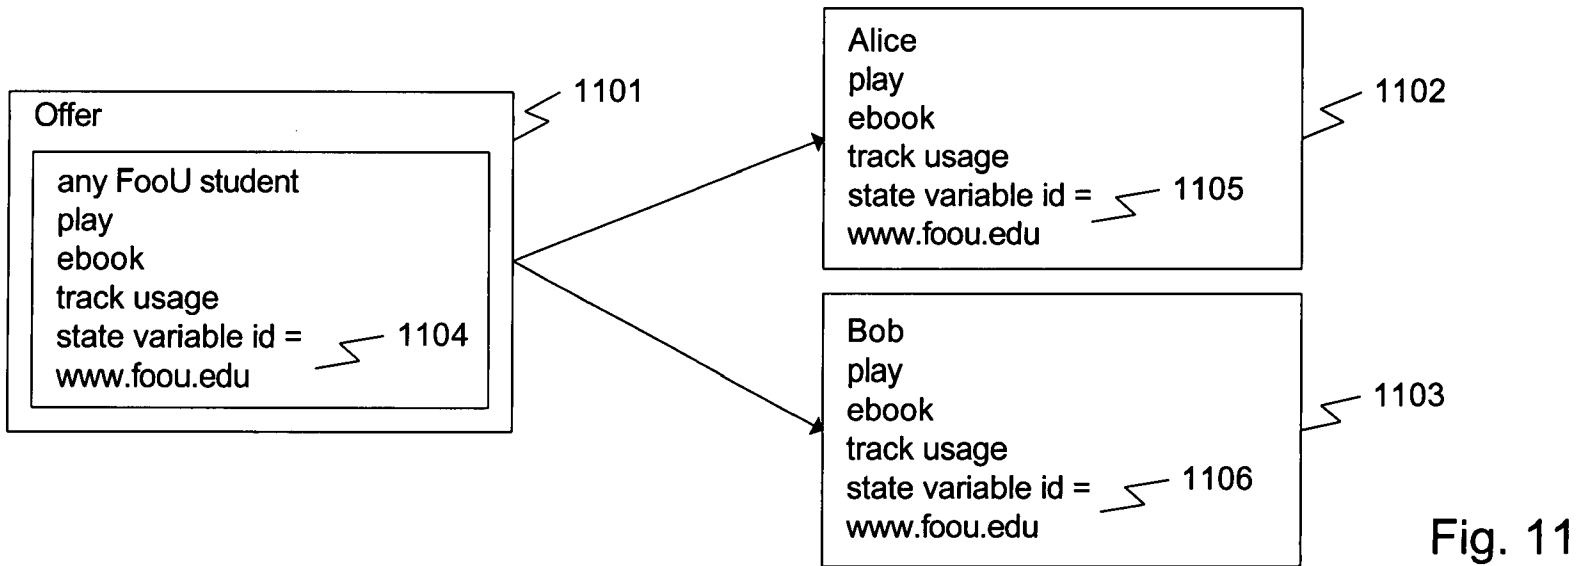 Offer
1101
any FooU student
play
ebook
track usage
state variable id =
1104
www.foou.edu
Alice
1102
play
ebook
track usage
state variable id =
1105
www.foou.edu
Bob
play
1103
ebook
track usage
state variable id =
1106
www.foou.edu
Fig. 11